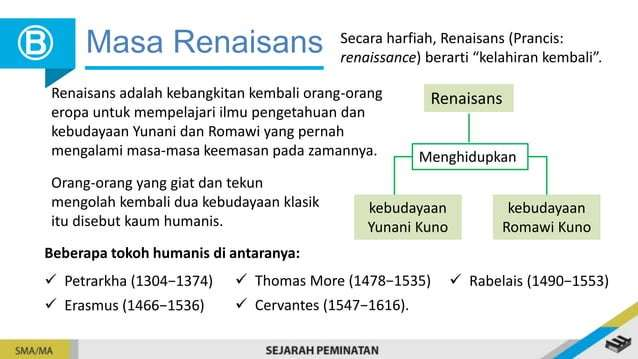 B
Masa Renaisans
Secara harfiah, Renaisans (Prancis:
renaissance) berarti “kelahiran kembali”.
Renaisans adalah kebangkitan kembali orang-orang
eropa untuk mempelajari ilmu pengetahuan dan
kebudayaan Yunani dan Romawi yang pernah
mengalami masa-masa keemasan pada zamannya.
Orang-orang yang giat dan tekun
mengolah kembali dua kebudayaan klasik
itu disebut kaum humanis.
Renaisans
Menghidupkan
kebudayaan
Yunani Kuno
kebudayaan
Romawi Kuno
Beberapa tokoh humanis di antaranya:
✓ Petrarkha (1304−1374)
✓ Thomas More (1478−1535)
✓ Rabelais (1490−1553)
✓ Erasmus (1466−1536)
✓ Cervantes (1547−1616).
SMA/MA
SEJARAH PEMINATAN